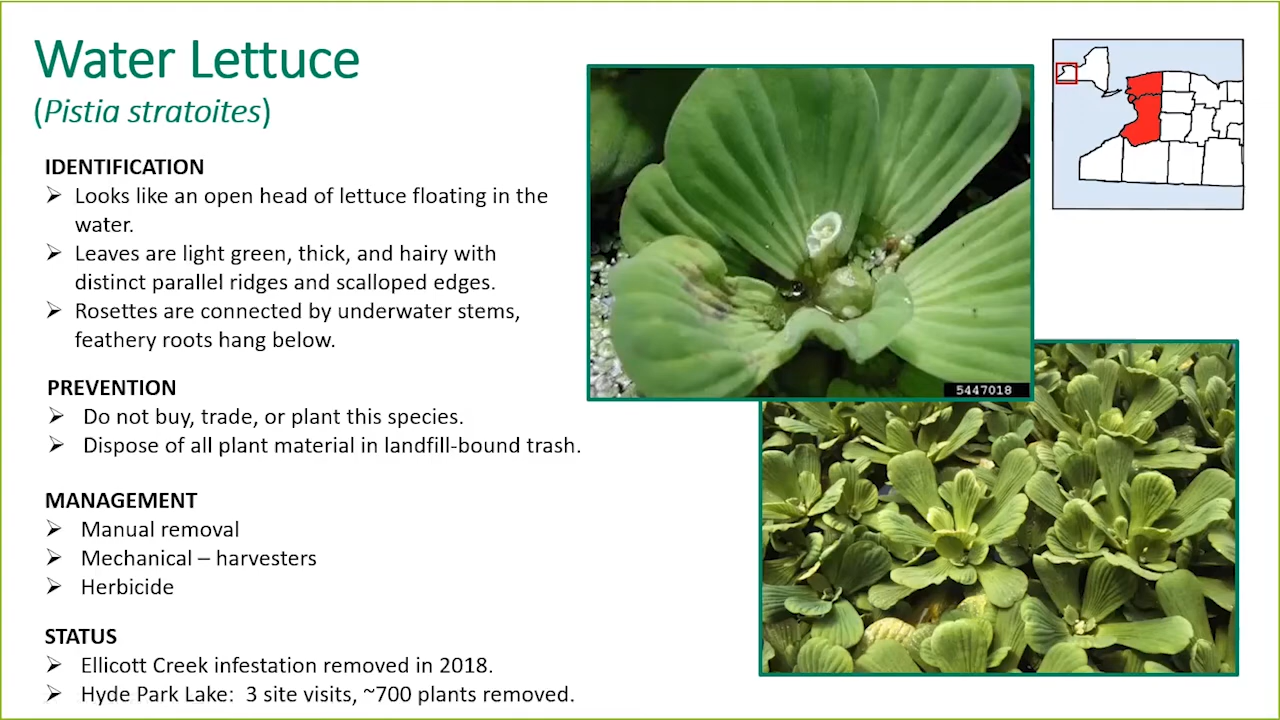 Water Lettuce
(Pistia stratoites)
IDENTIFICATION
➢ Looks like an open head of lettuce floating in the
water.
➢ Leaves are light green, thick, and hairy with
distinct parallel ridges and scalloped edges.
➢ Rosettes are connected by underwater stems,
feathery roots hang below.
PREVENTION
➢ Do not buy, trade, or plant this species.
➢ Dispose of all plant material in landfill-bound trash.
MANAGEMENT
➢ Manual removal
➢ Mechanical – harvesters
➢ Herbicide
STATUS
➢ Ellicott Creek infestation removed in 2018.
➢ Hyde Park Lake: 3 site visits, ~700 plants removed.
5447018